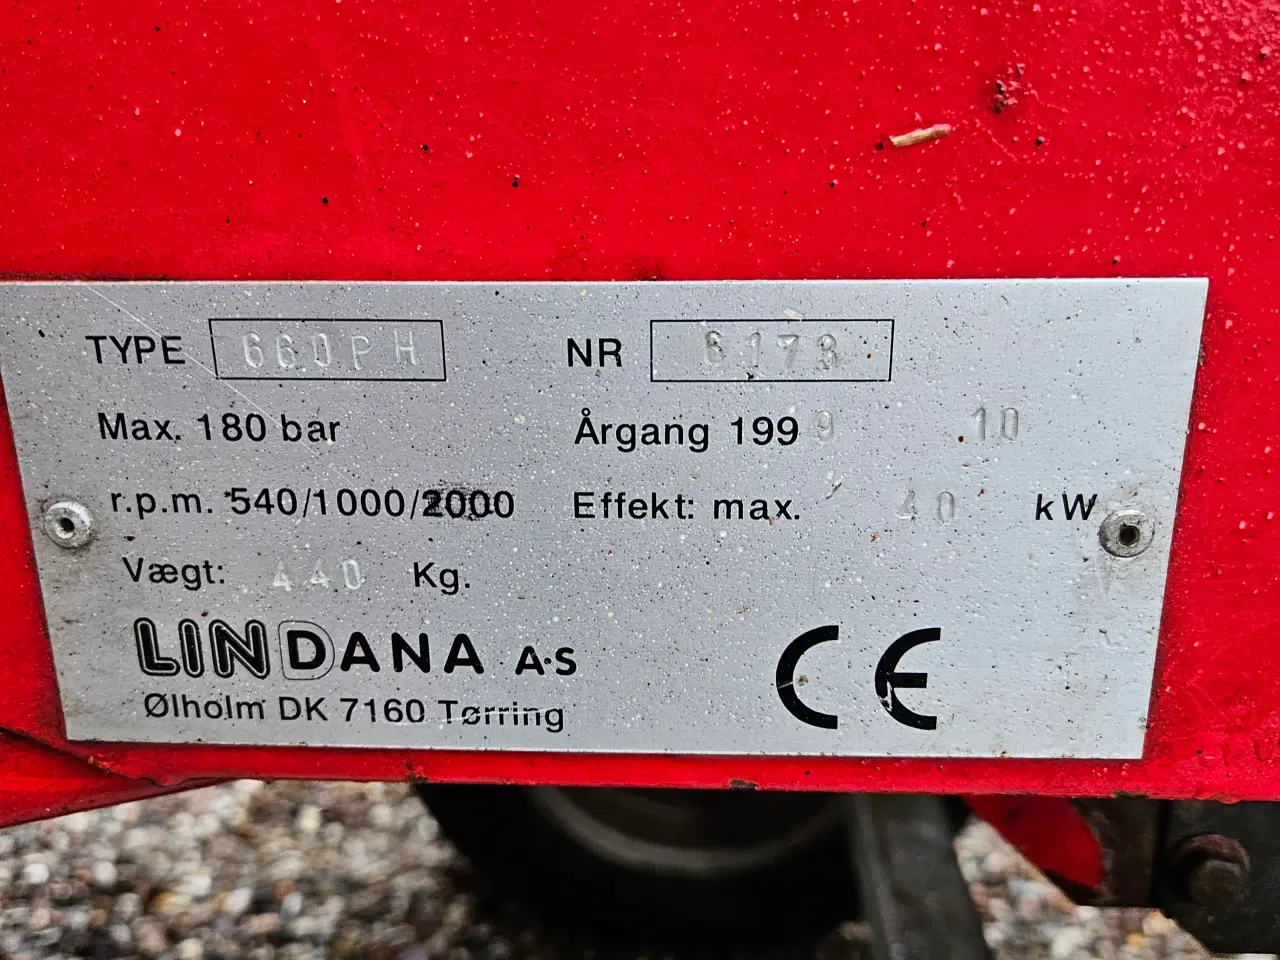 TYPE 660PH NR 6173
Max. 180 bar Årgang 1999 .10
r.p.m. 540/1000/2000 Effekt: max. 40 kW
Vægt: 440 Kg.
LINDANA A·S
Ølholm DK 7160 Tørring
CE